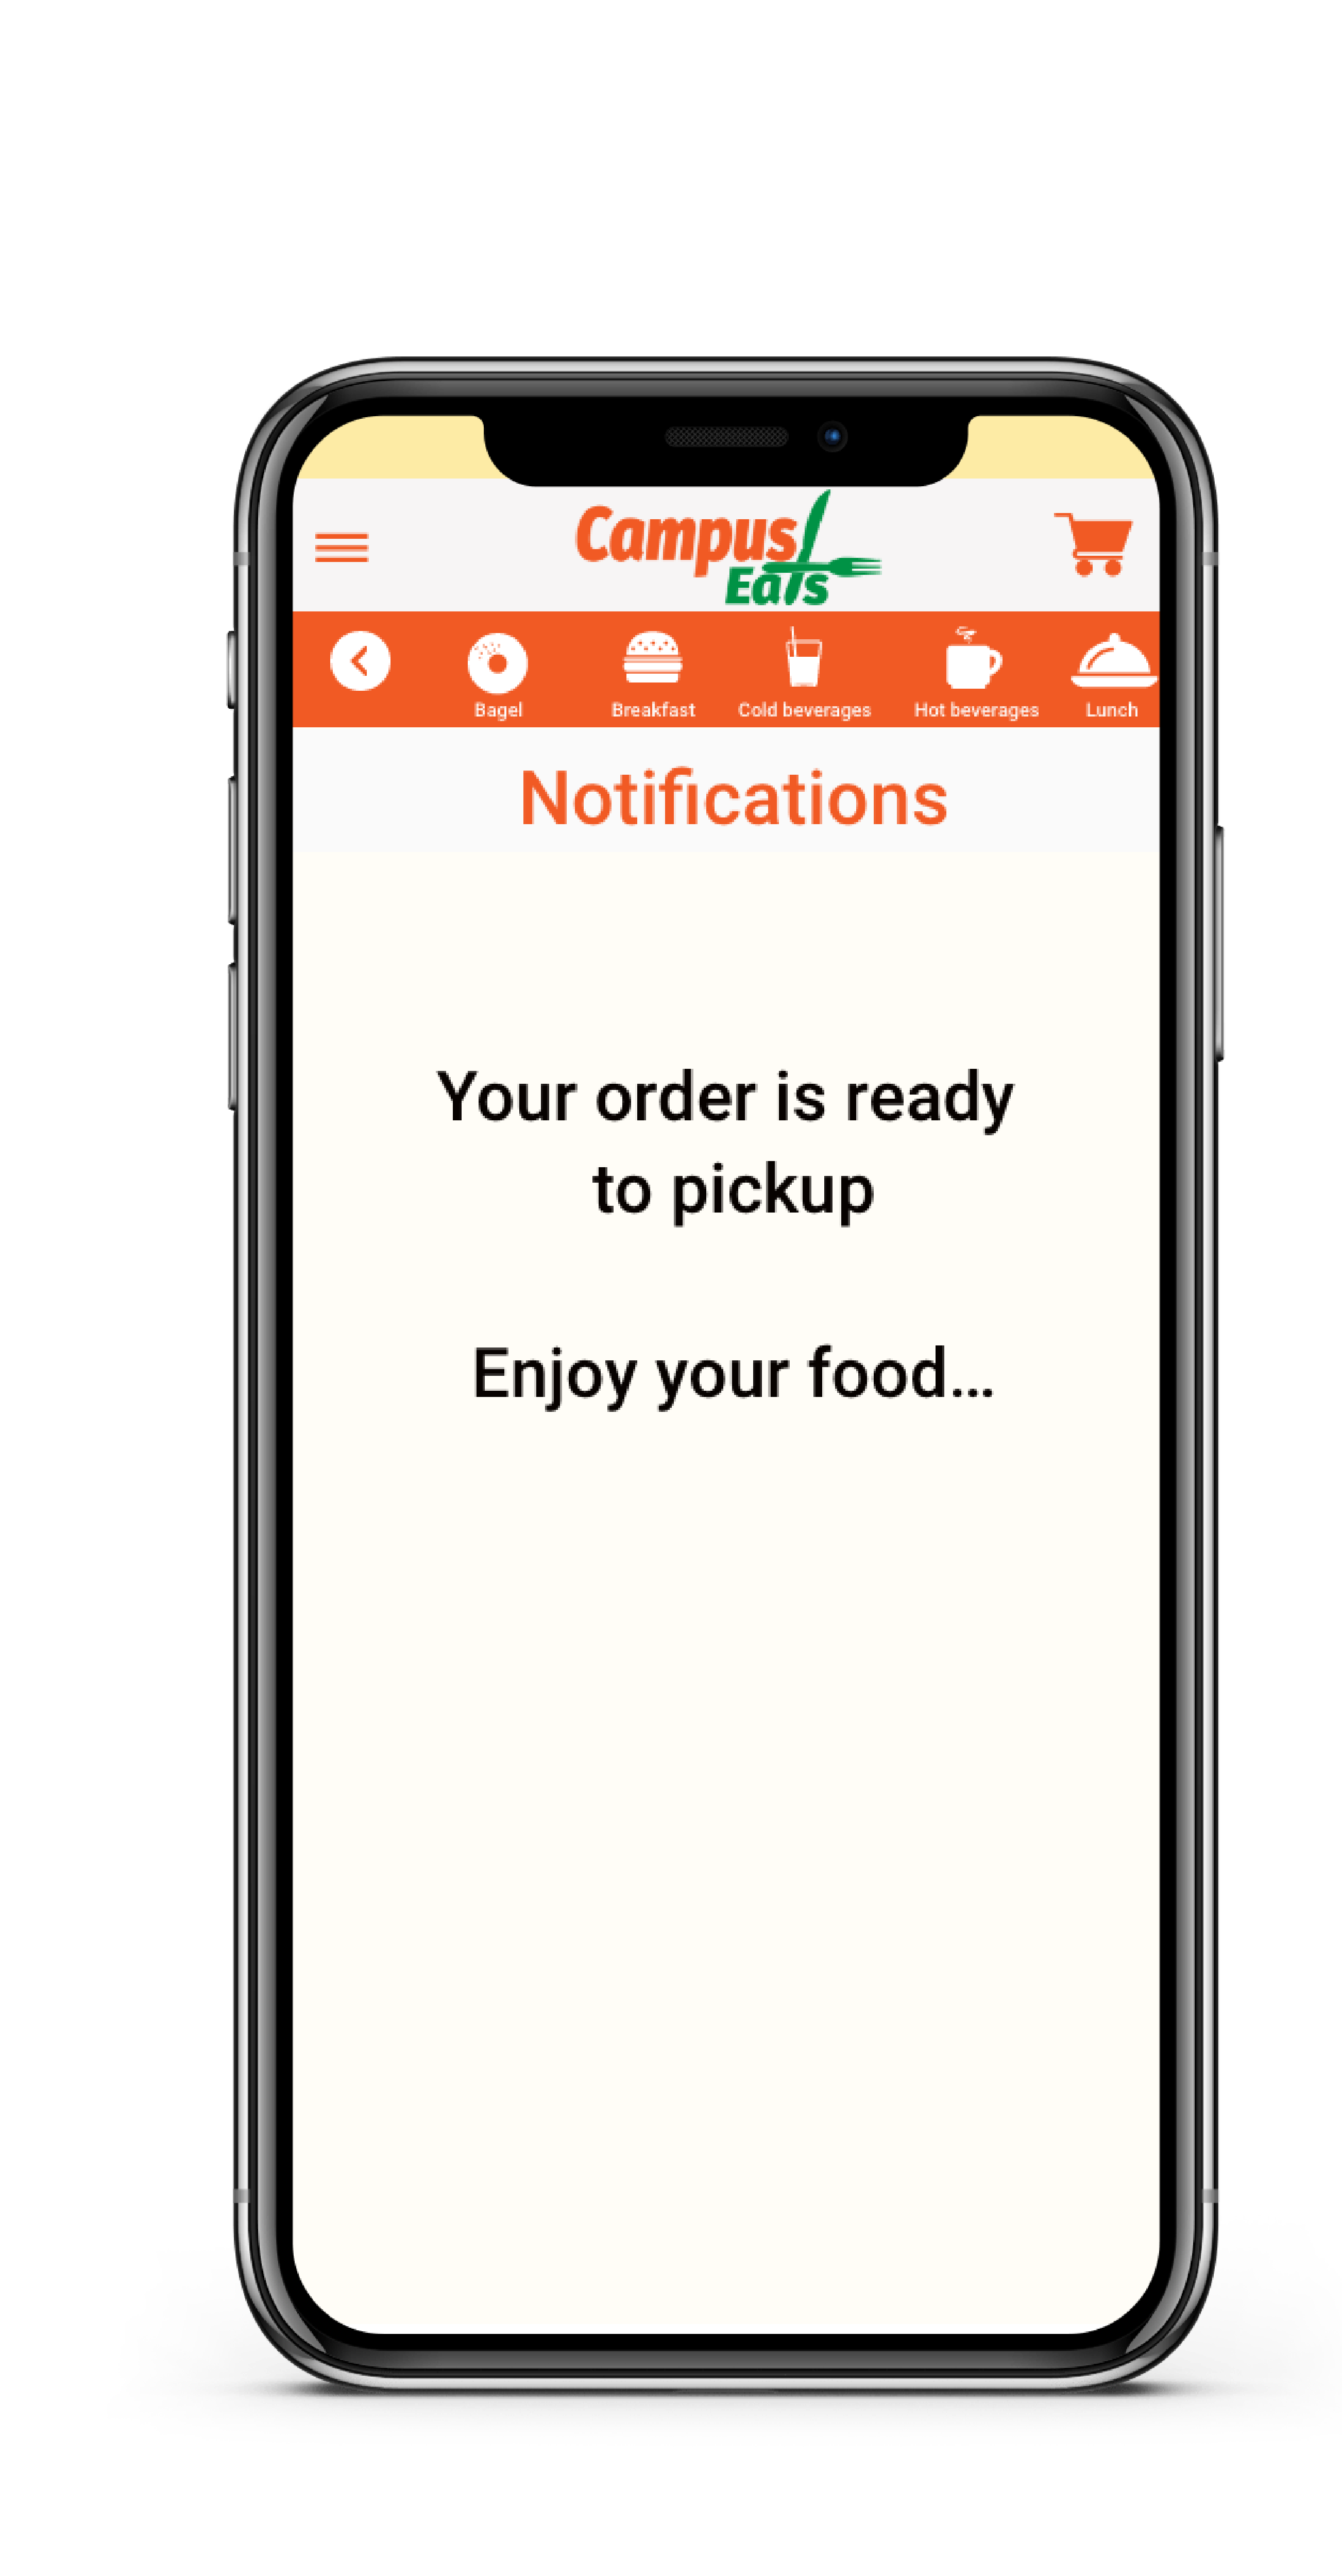 Campus
Eats
Bagel
Breakfast
Cold beverages
Hot beverages
Lunch
Notifications
Your order is ready
to pickup
Enjoy your food...